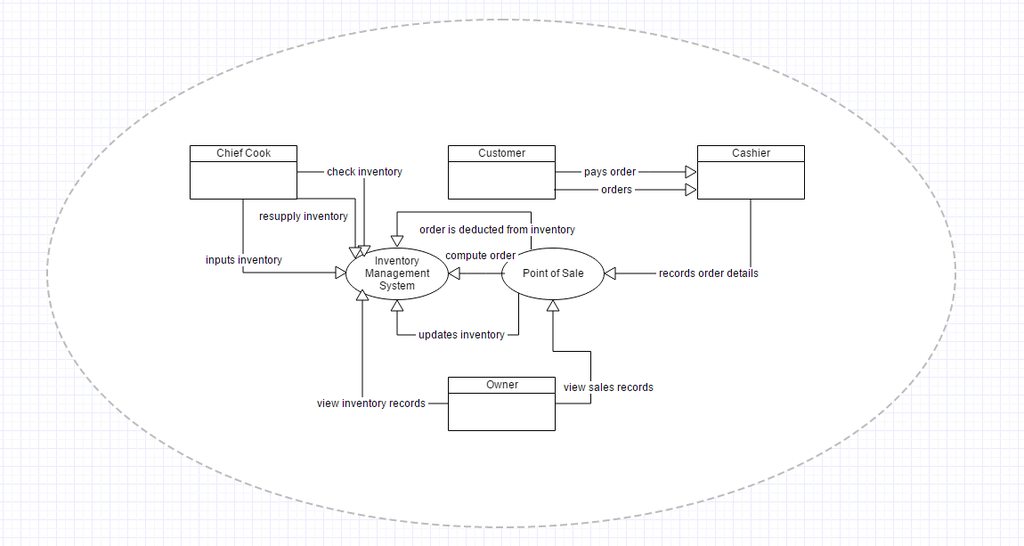 Chief Cook
Customer
Cashier
check inventory
pays order
orders
resupply inventory
order is deducted from inventory
compute order
inputs inventory
Inventory
Management
System
Point of Sale
records order details
updates inventory
Owner
view sales records
view inventory records